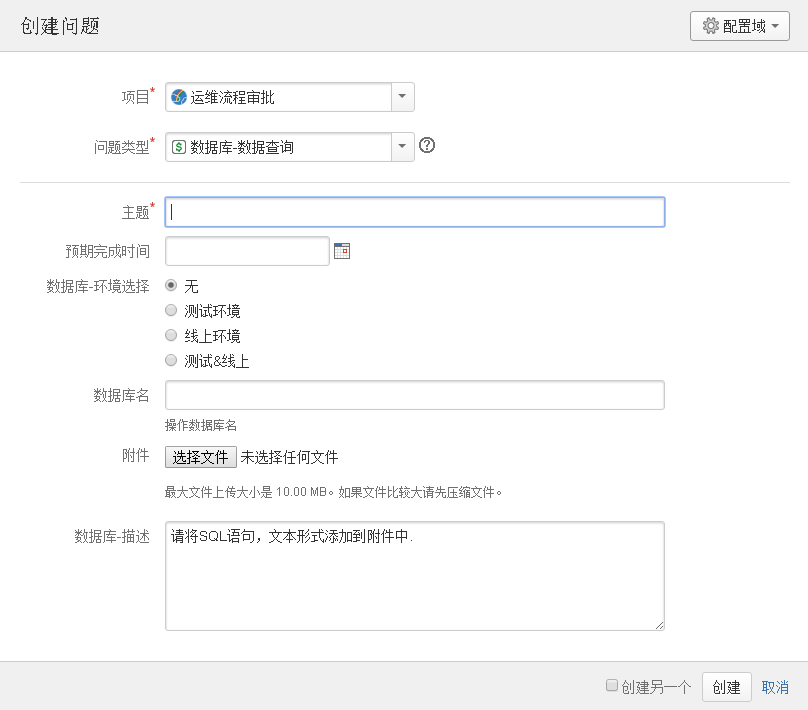 创建问题
配置域
项目*
运维流程审批
问题类型*
数据库-数据查询
主题*
预期完成时间
数据库-环境选择
无
测试环境
线上环境
测试&线上
数据库名
操作数据库名
附件
选择文件 未选择任何文件
最大文件上传大小是 10.00 MB。如果文件比较大请先压缩文件。
数据库-描述
请将SQL语句，文本形式添加到附件中.
创建另一个 创建 取消